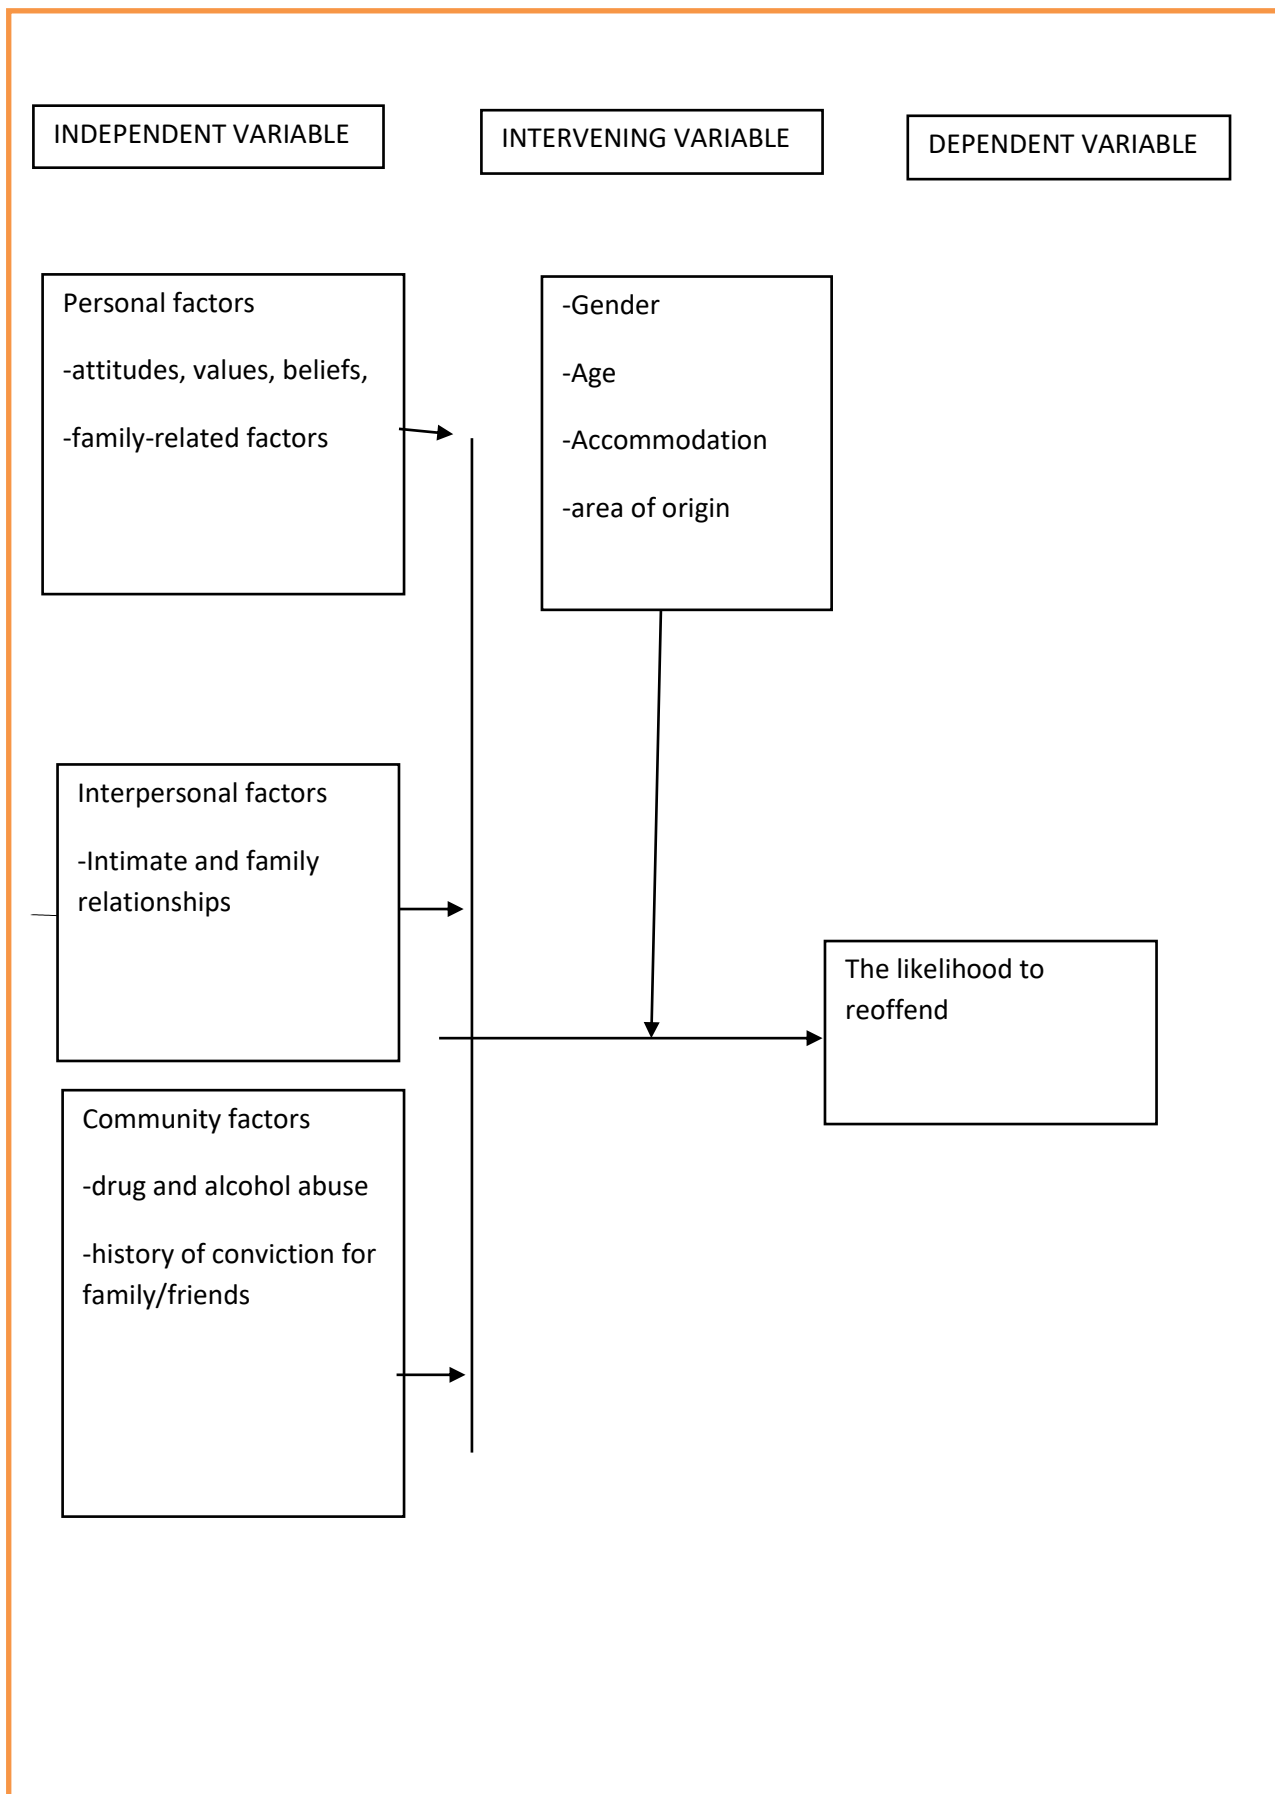 INDEPENDENT VARIABLE
INTERVENING VARIABLE
DEPENDENT VARIABLE
Personal factors
-attitudes, values, beliefs,
-family-related factors
-Gender
-Age
-Accommodation
-area of origin
Interpersonal factors
-Intimate and family
relationships
The likelihood to
reoffend
Community factors
-drug and alcohol abuse
-history of conviction for
family/friends